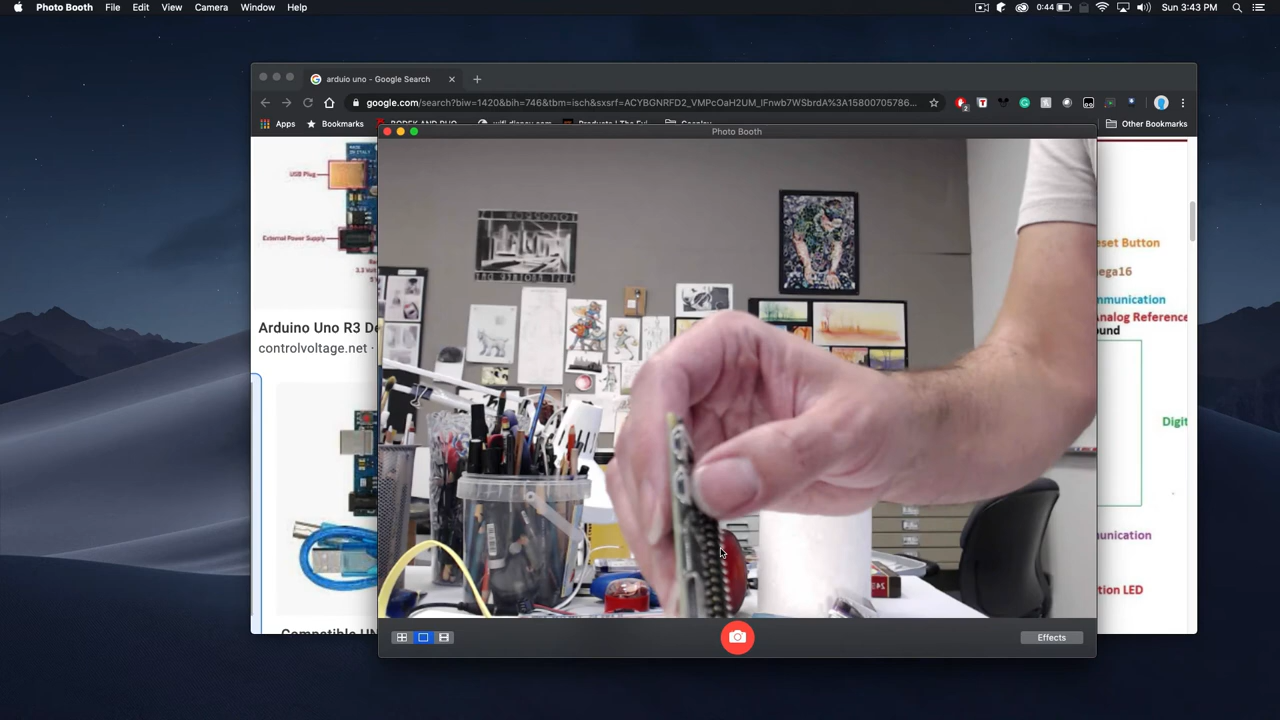 Photo Booth File Edit View Camera Window Help
0:44 Sun 3:43 PM
arduio uno - Google Search
google.com/search?biw=1420&bih=746&tbm=isch&sxsrf=ACYBGNRFD2_VMPcOaH2UM_IFnwb7WSbrdA%3A15800705786...
Apps Bookmarks Other Bookmarks
Photo Booth
USB Plug
External Power Supply
eset Button
ega16
mmunication
Analog Reference
ound
Arduino Uno R3 De
controlvoltage.net ·
Digit
unication
tion LED
Effects